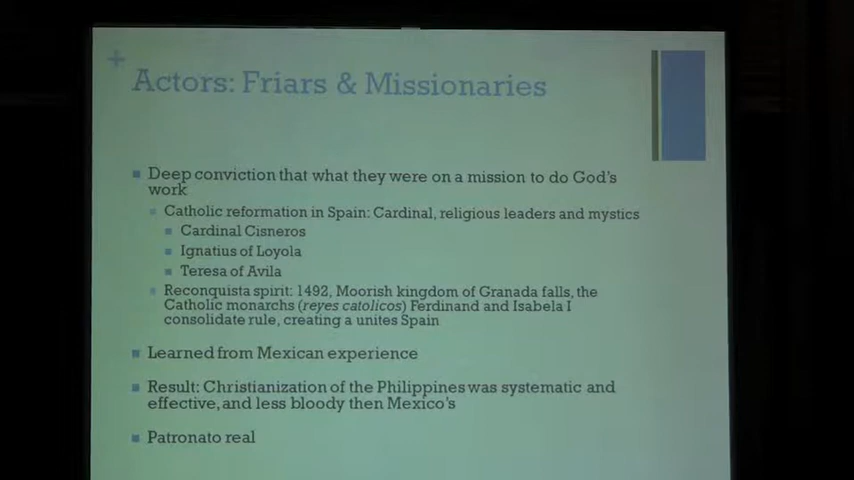 +
Actors: Friars & Missionaries
Deep conviction that what they were on a mission to do God's
work
Catholic reformation in Spain: Cardinal, religious leaders and mystics
Cardinal Cisneros
Ignatius of Loyola
Teresa of Avila
Reconquista spirit: 1492, Moorish kingdom of Granada falls, the
Catholic monarchs (reyes catolicos) Ferdinand and Isabela I
consolidate rule, creating a unites Spain
Learned from Mexican experience
Result: Christianization of the Philippines was systematic and
effective, and less bloody then Mexico's
Patronato real